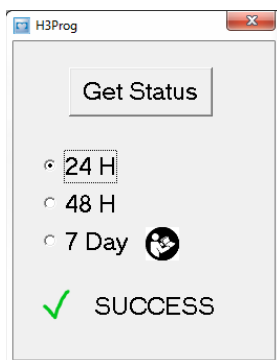 H3Prog
Get Status
24 H
48 H
7 Day
SUCCESS